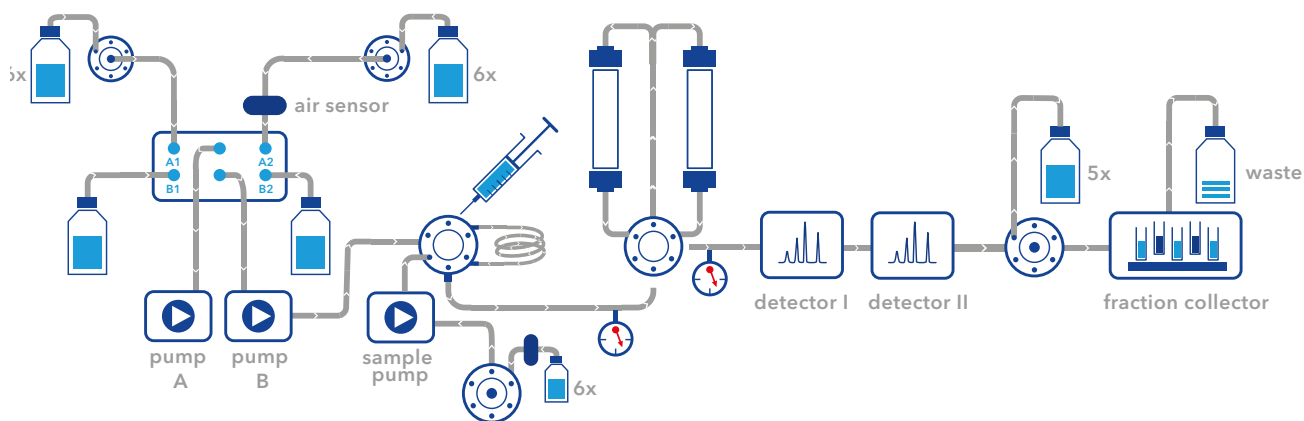 6x
6x
air sensor
A1
A2
B1
B2
5x
waste
detector I
detector II
fraction collector
pump
A
pump
B
sample
pump
6x